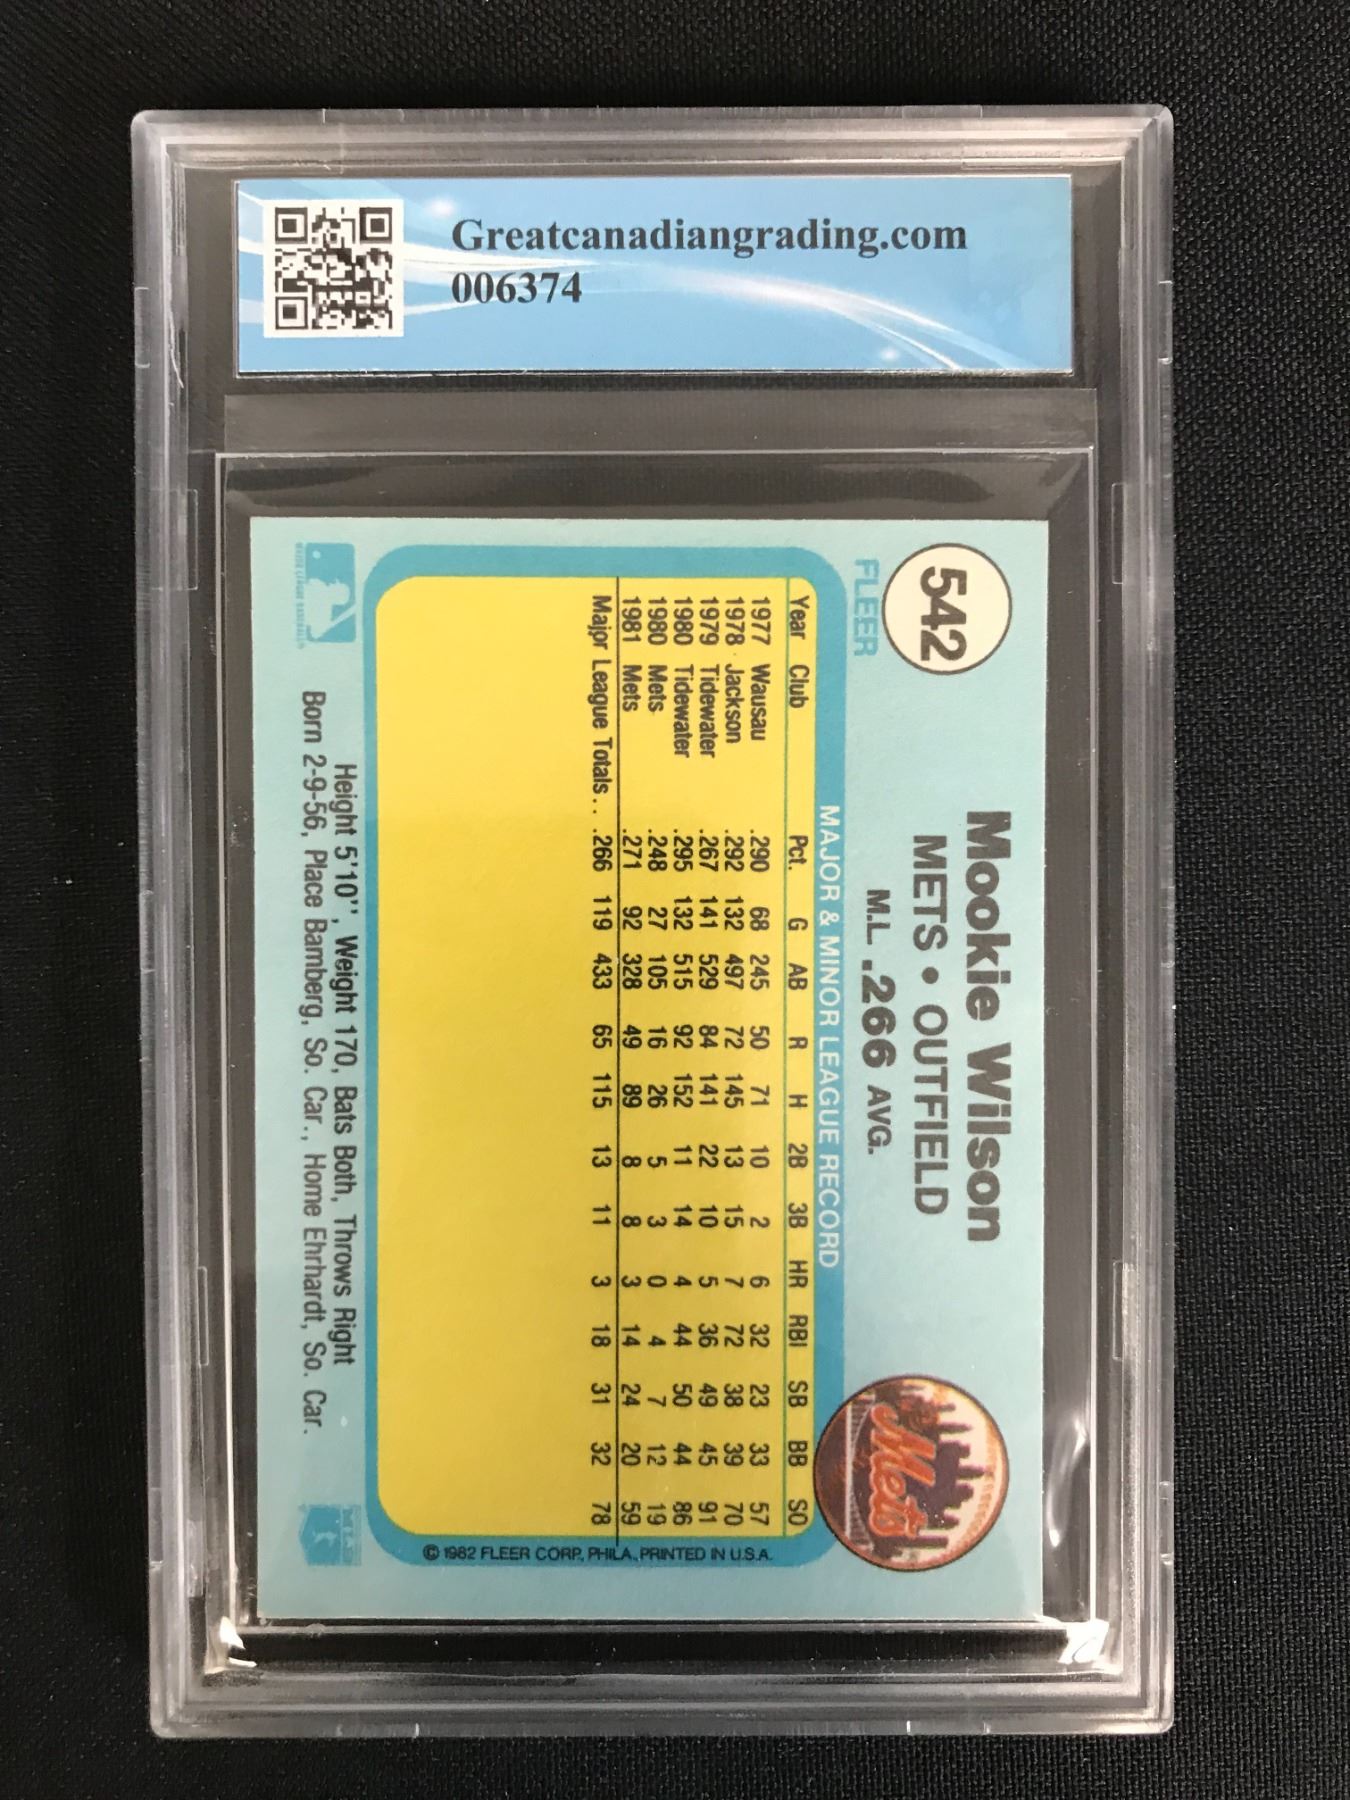 Greatcanadiangrading.com
006374
542
FLEER
Mookie Wilson
METS • OUTFIELD
M.L. .266 AVG.
Mets
MAJOR & MINOR LEAGUE RECORD
Year Club Pct. G AB R H 2B 3B HR RBI SB BB SO
1977 Wausau .290 68 245 50 71 10 2 6 32 23 33 57
1978 Jackson .292 132 497 72 145 13 15 7 72 38 39 70
1979 Tidewater .267 141 529 84 141 22 10 5 36 49 45 91
1980 Tidewater .295 132 515 92 152 11 14 4 44 50 44 86
1980 Mets .248 27 105 16 26 5 3 0 4 7 12 19
1981 Mets .271 92 328 49 89 8 8 3 14 24 20 59
Major League Totals . . .266 119 433 65 115 13 11 3 18 31 32 78
© 1982 FLEER CORP., PHILA., PRINTED IN U.S.A.
MAJOR LEAGUE BASEBALL
Height 5'10'', Weight 170, Bats Both, Throws Right
Born 2-9-56, Place Bamberg, So. Car., Home Ehrhardt, So. Car.